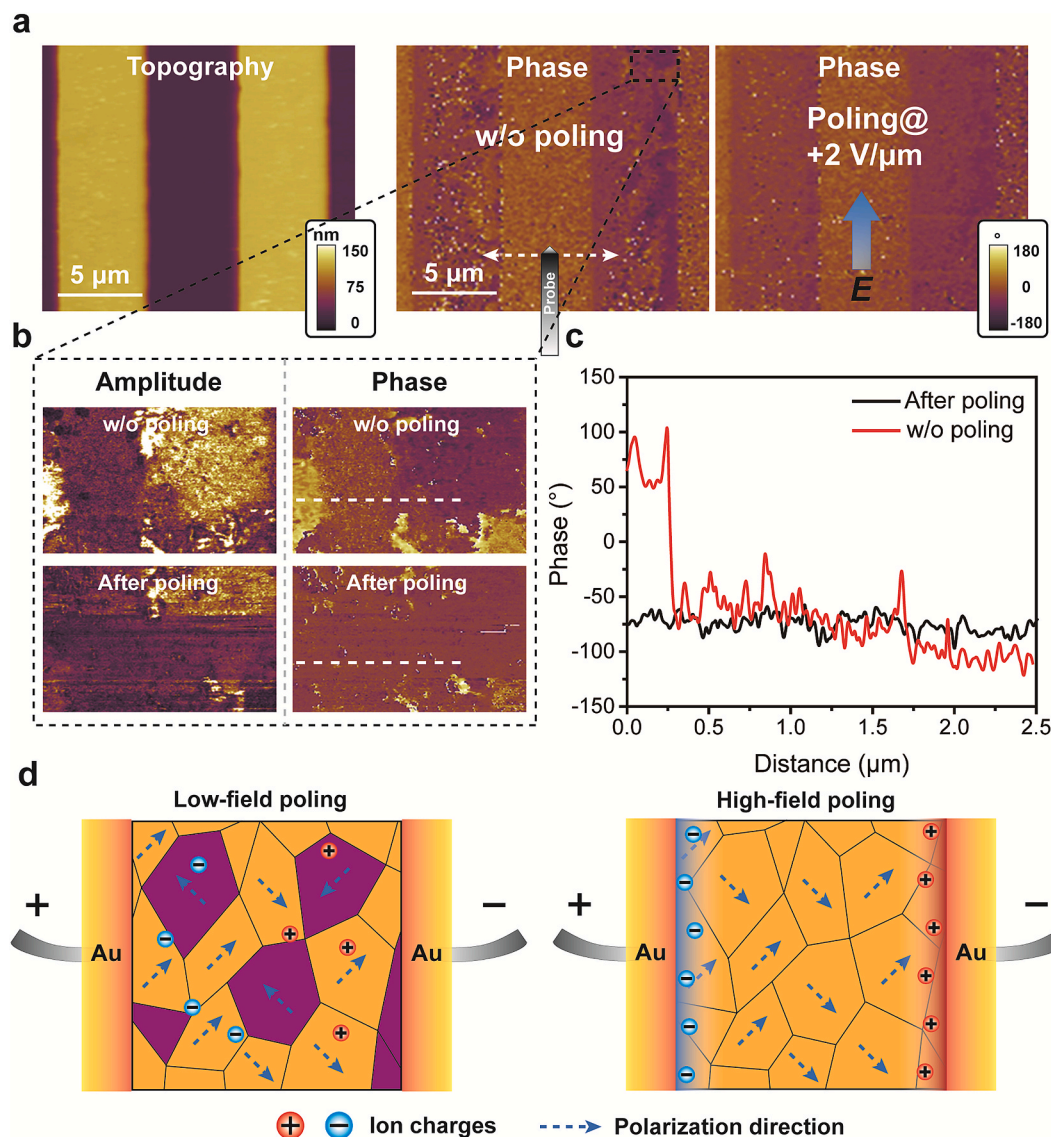 a
Topography
nm
150
75
0
5 µm
Phase
w/o poling
5 µm
Probe
Phase
Poling@
+2 V/µm
E
°
180
0
-180
b
Amplitude
Phase
w/o poling
w/o poling
After poling
After poling
c
After poling
w/o poling
150
100
50
0
-50
-100
-150
Phase (°)
0.0
0.5
1.0
1.5
2.0
2.5
Distance (µm)
d
Low-field poling
High-field poling
+
Au
Au
−
+
Au
Au
−
+ − Ion charges
Polarization direction